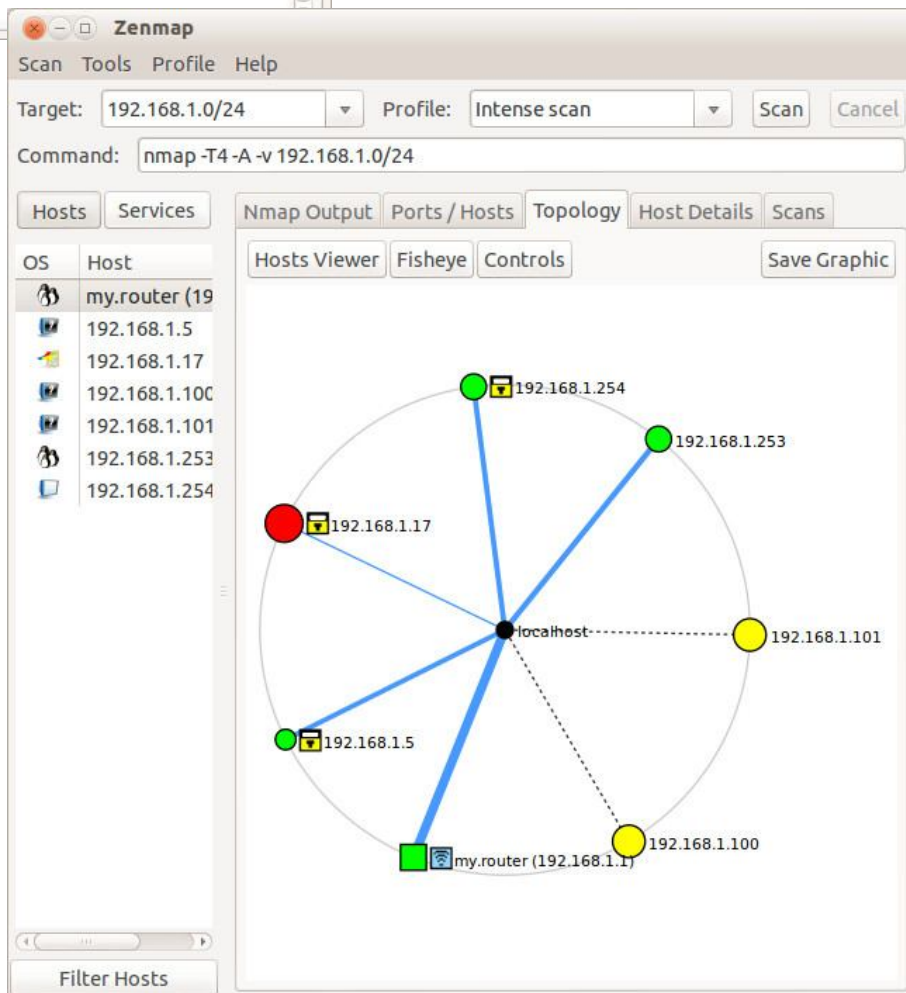 Zenmap
Scan Tools Profile Help
Target: 192.168.1.0/24 Profile: Intense scan Scan Cancel
Command: nmap -T4 -A -v 192.168.1.0/24
Hosts Services
Nmap Output Ports / Hosts Topology Host Details Scans
Hosts Viewer Fisheye Controls Save Graphic
OS Host
my.router (19
192.168.1.5
192.168.1.17
192.168.1.100
192.168.1.101
192.168.1.253
192.168.1.254
192.168.1.254
192.168.1.253
192.168.1.17
localhost
192.168.1.101
192.168.1.5
192.168.1.100
my.router (192.168.1.1)
Filter Hosts